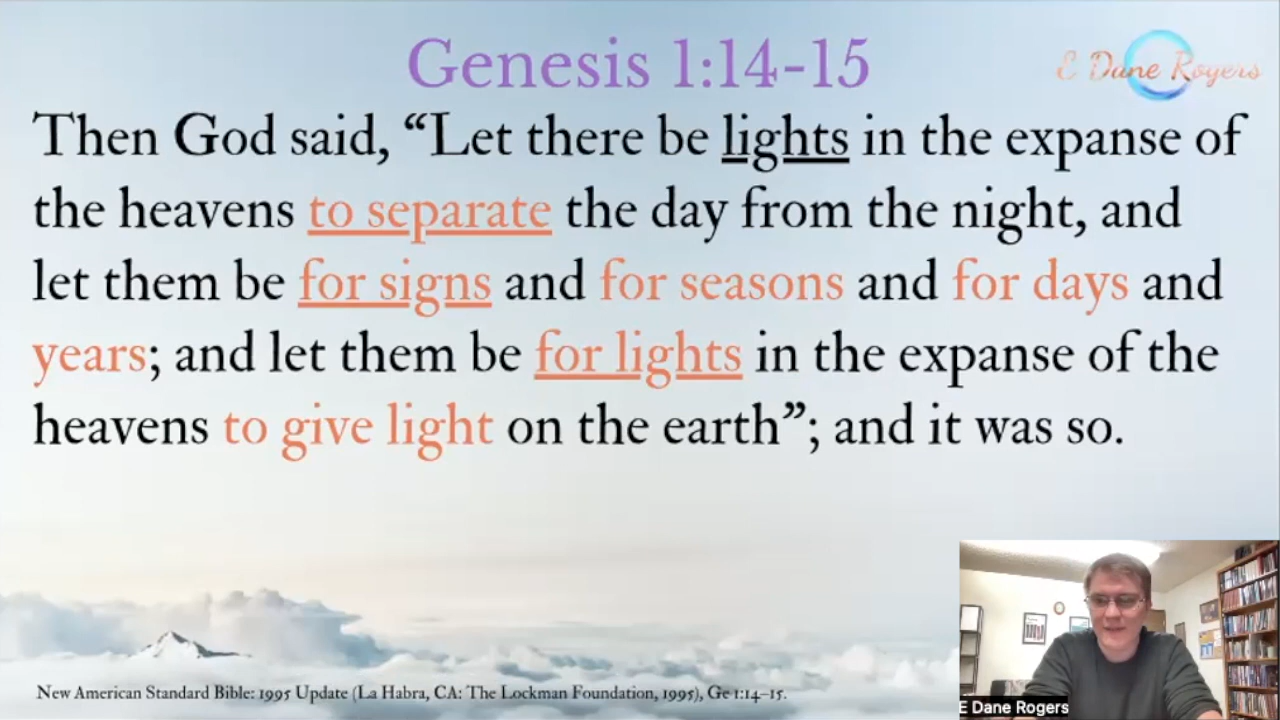 Genesis 1:14-15
E Dane Rogers
Then God said, “Let there be lights in the expanse of
the heavens to separate the day from the night, and
let them be for signs and for seasons and for days and
years; and let them be for lights in the expanse of the
heavens to give light on the earth”; and it was so.
New American Standard Bible: 1995 Update (La Habra, CA: The Lockman Foundation, 1995), Ge 1:14–15.
E Dane Rogers